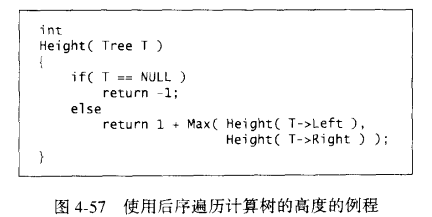 int
Height( Tree T )
{
    if( T == NULL )
        return -1;
    else
        return 1 + Max( Height( T->Left ),
                        Height( T->Right ) );
}
图 4-57 使用后序遍历计算树的高度的例程